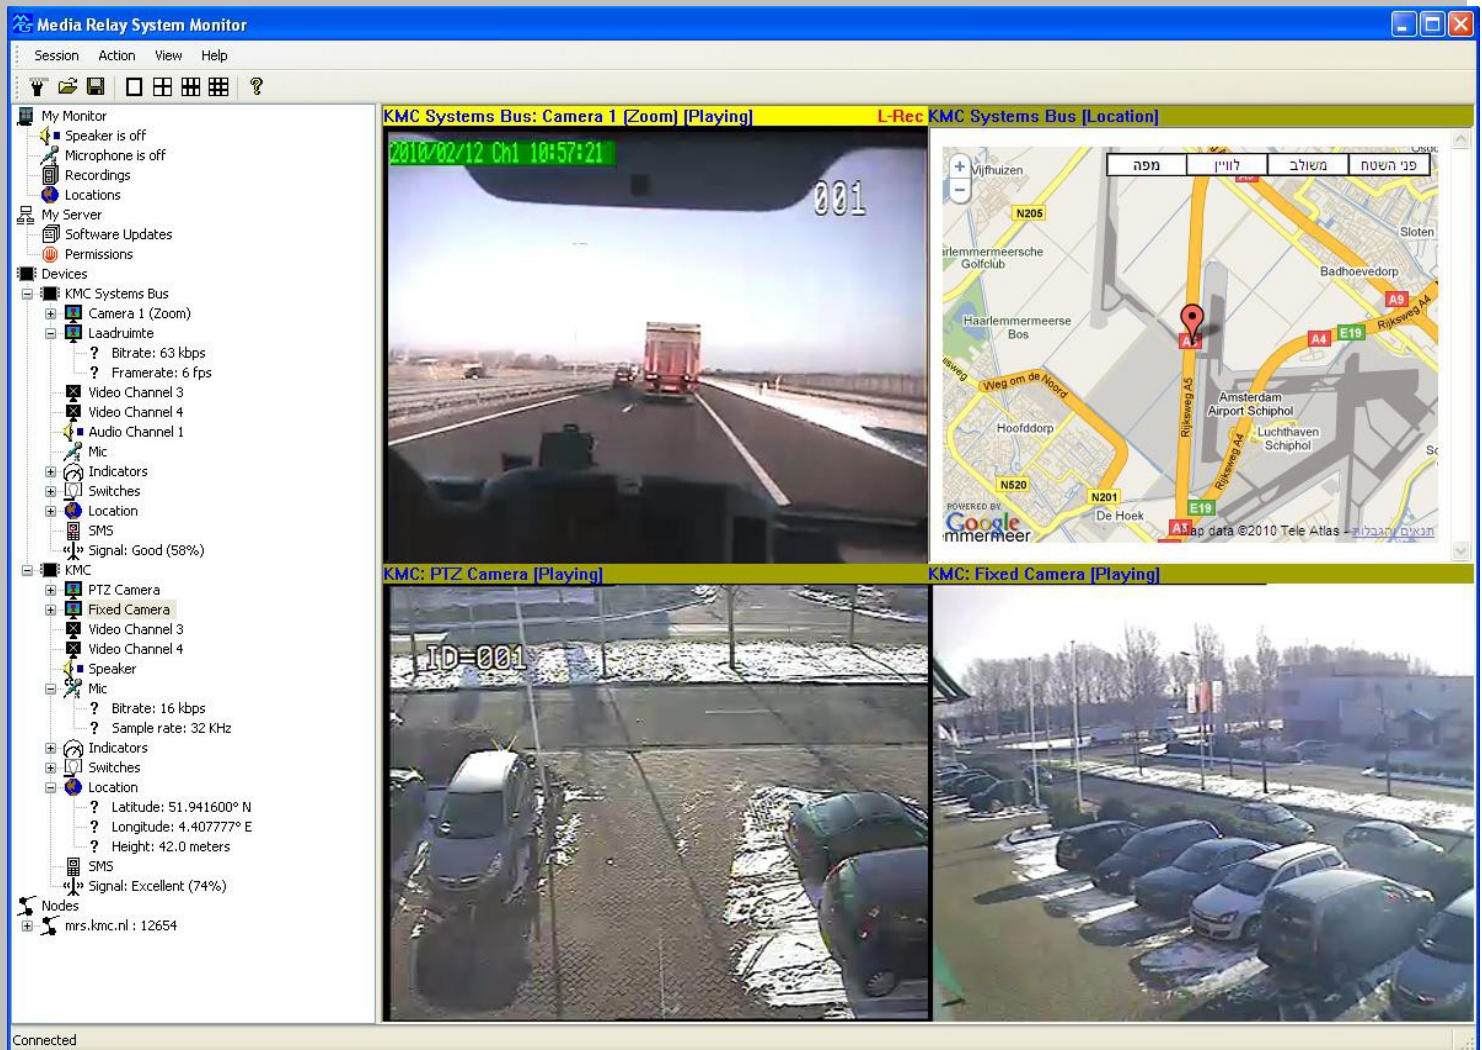 Media Relay System Monitor
Session Action View Help
My Monitor
Speaker is off
Microphone is off
Recordings
Locations
My Server
Software Updates
Permissions
Devices
KMC Systems Bus
Camera 1 (Zoom)
Laadruimte
? Bitrate: 63 kbps
? Framerate: 6 fps
Video Channel 3
Video Channel 4
Audio Channel 1
Mic
Indicators
Switches
Location
SMS
Signal: Good (58%)
KMC
PTZ Camera
Fixed Camera
Video Channel 3
Video Channel 4
Speaker
Mic
? Bitrate: 16 kbps
? Sample rate: 32 KHz
Indicators
Switches
Location
? Latitude: 51.941600° N
? Longitude: 4.407777° E
? Height: 42.0 meters
SMS
Signal: Excellent (74%)
Nodes
mrs.kmc.nl : 12654
Connected
KMC Systems Bus: Camera 1 (Zoom) [Playing] L-Rec
2010/02/12 Ch1 10:57:21
001
KMC Systems Bus [Location]
מפה
לוויין
משולב
פני השטח
Vijfhuizen
N205
Sloten
Golfclub
Badhoevedorp
A9
Haarlemmermeerse
Bos
A4 E19 Rijksweg A4
Weg om de Noord
Rijksweg A5
Amsterdam
Airport Schiphol
Hoofddorp
Luchthaven
Schiphol
Rijksweg A4
N520
N201
E19
De Hoek
POWERED BY
Google
data ©2010 Tele Atlas - תנאים והגבלות
KMC: PTZ Camera [Playing]
ID=001
KMC: Fixed Camera [Playing]